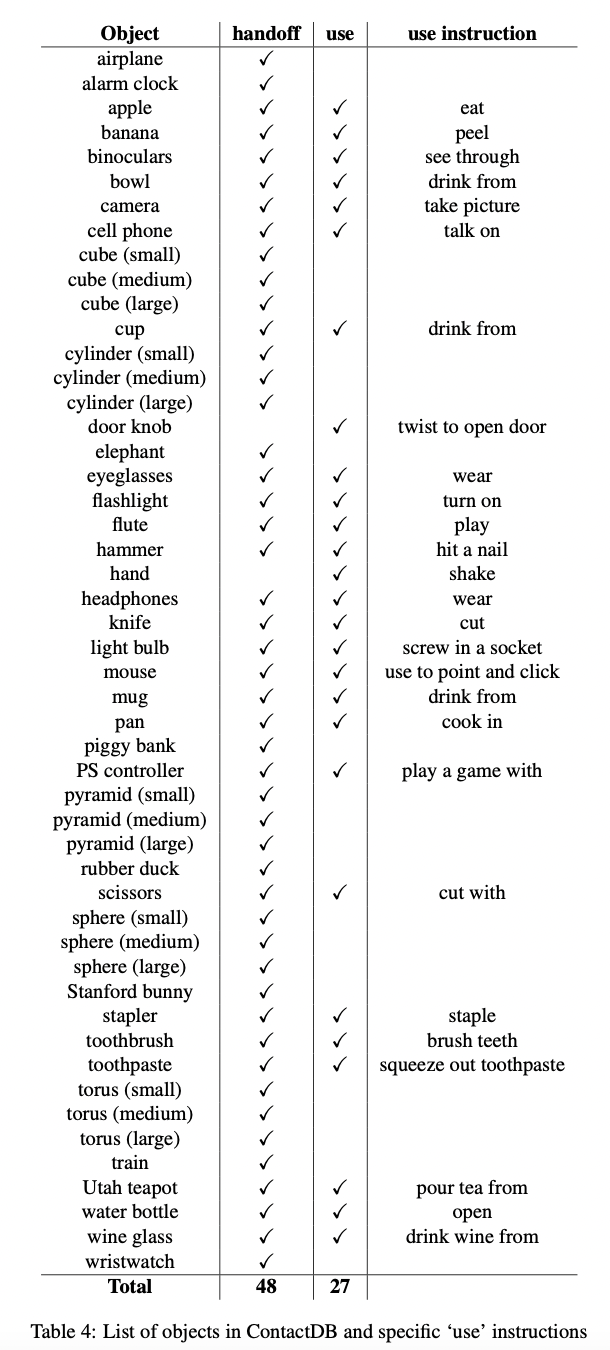 Object handoff use use instruction
airplane ✓
alarm clock ✓
apple ✓ ✓ eat
banana ✓ ✓ peel
binoculars ✓ ✓ see through
bowl ✓ ✓ drink from
camera ✓ ✓ take picture
cell phone ✓ ✓ talk on
cube (small) ✓
cube (medium) ✓
cube (large) ✓
cup ✓ ✓ drink from
cylinder (small) ✓
cylinder (medium) ✓
cylinder (large) ✓
door knob ✓ twist to open door
elephant ✓
eyeglasses ✓ ✓ wear
flashlight ✓ ✓ turn on
flute ✓ ✓ play
hammer ✓ ✓ hit a nail
hand ✓ shake
headphones ✓ ✓ wear
knife ✓ ✓ cut
light bulb ✓ ✓ screw in a socket
mouse ✓ ✓ use to point and click
mug ✓ ✓ drink from
pan ✓ ✓ cook in
piggy bank ✓
PS controller ✓ ✓ play a game with
pyramid (small) ✓
pyramid (medium) ✓
pyramid (large) ✓
rubber duck ✓
scissors ✓ ✓ cut with
sphere (small) ✓
sphere (medium) ✓
sphere (large) ✓
Stanford bunny ✓
stapler ✓ ✓ staple
toothbrush ✓ ✓ brush teeth
toothpaste ✓ ✓ squeeze out toothpaste
torus (small) ✓
torus (medium) ✓
torus (large) ✓
train ✓
Utah teapot ✓ ✓ pour tea from
water bottle ✓ ✓ open
wine glass ✓ ✓ drink wine from
wristwatch ✓
Total 48 27
Table 4: List of objects in ContactDB and specific ‘use’ instructions